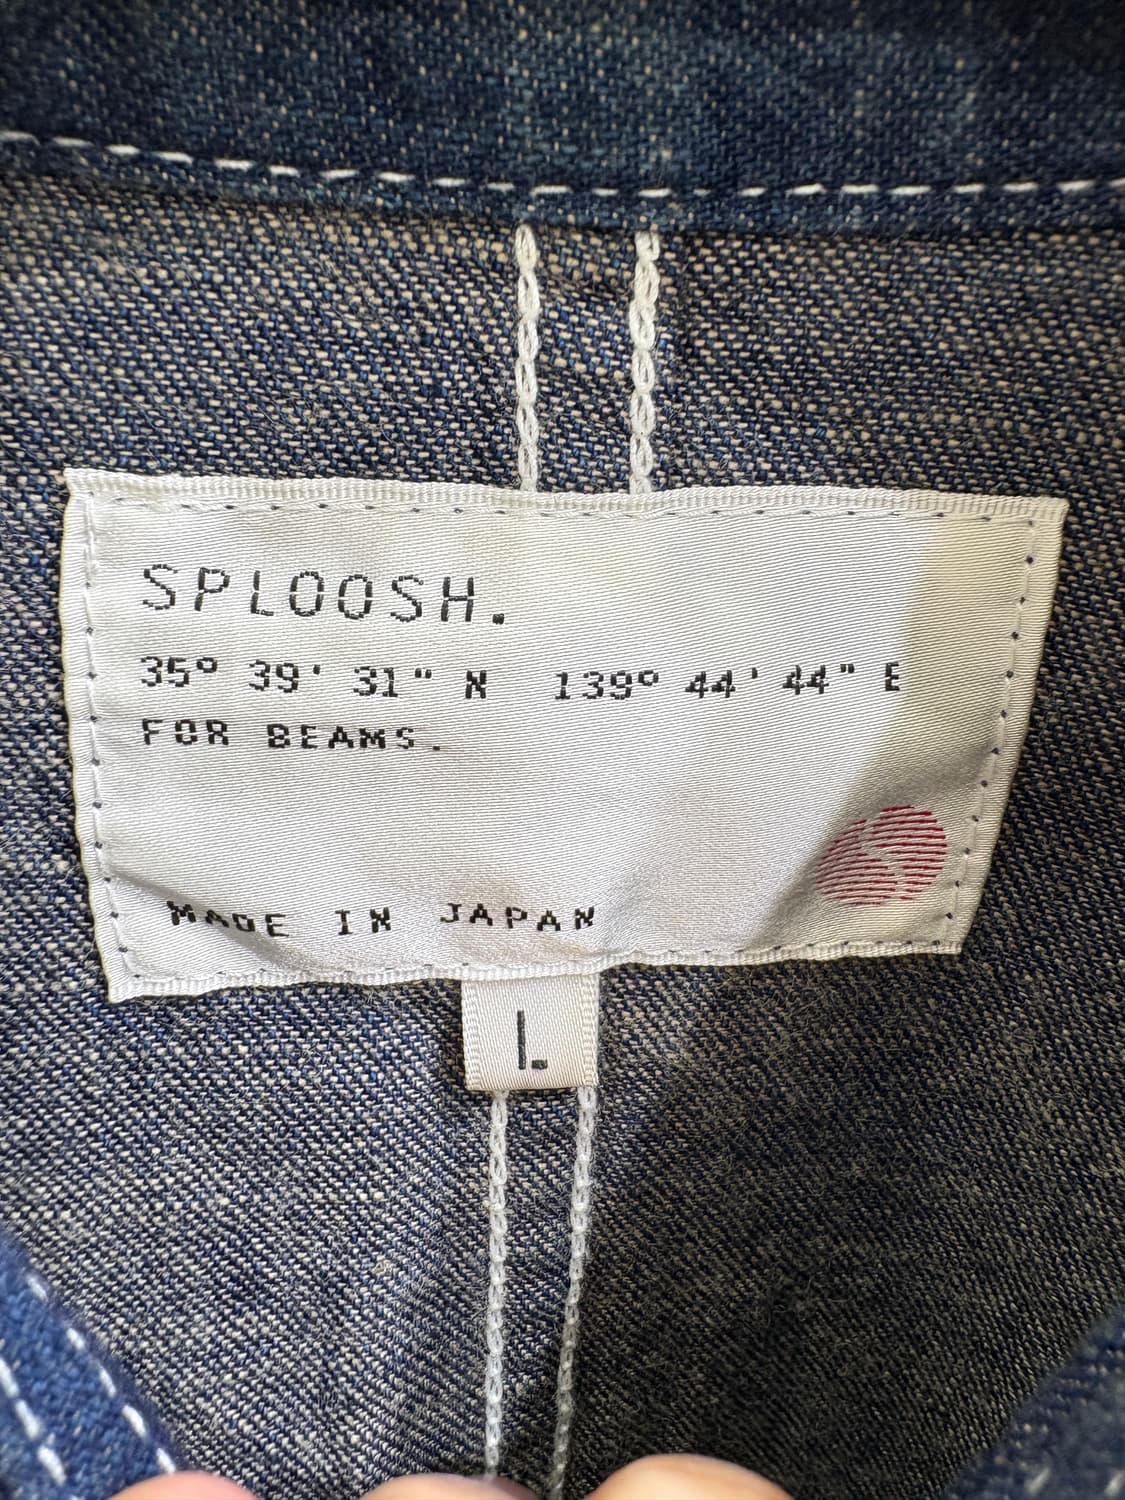 SPLOOSH.
35° 39' 31" N 139° 44' 44" E
FOR BEAMS.
MADE IN JAPAN
L